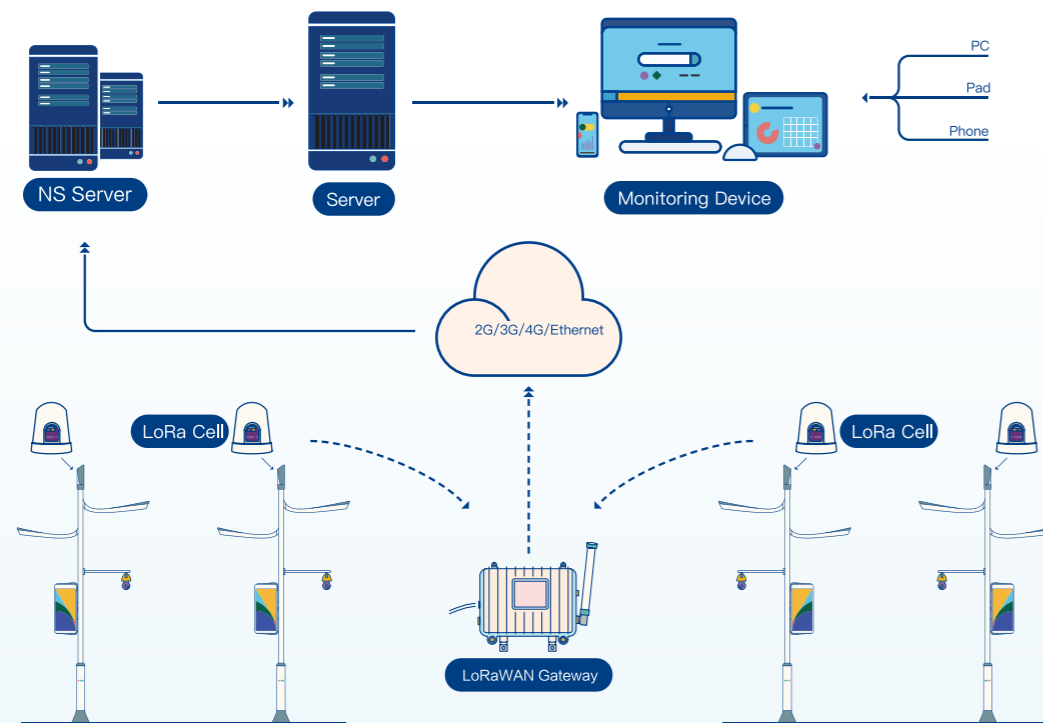 PC
Pad
Phone
NS Server
Server
Monitoring Device
2G/3G/4G/Ethernet
LoRa Cell
LoRa Cell
LoRaWAN Gateway